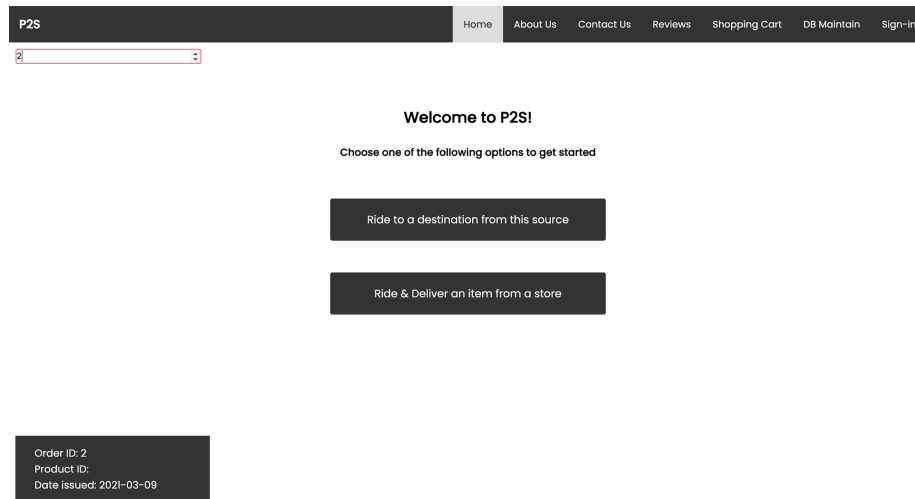 P2S Home About Us Contact Us Reviews Shopping Cart DB Maintain Sign-in
2
Welcome to P2S!
Choose one of the following options to get started
Ride to a destination from this source
Ride & Deliver an item from a store
Order ID: 2
Product ID:
Date issued: 2021-03-09